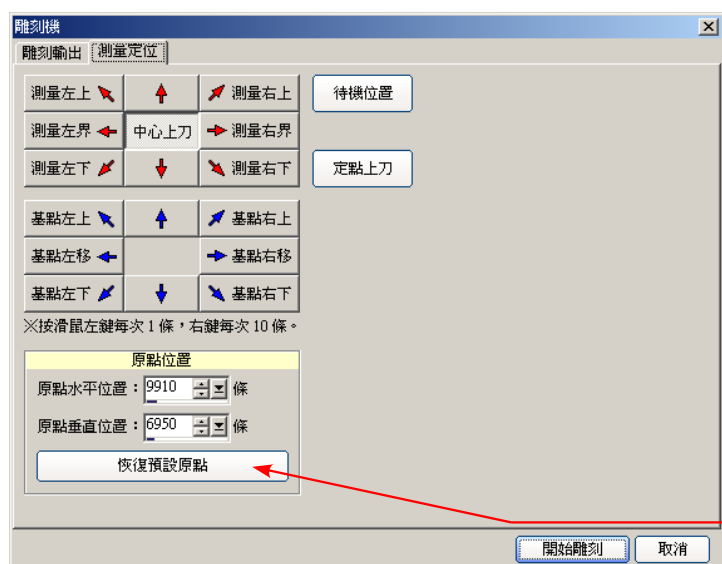 雕刻機
雕刻輸出 測量定位
測量左上 測量右上 待機位置
測量左界 中心上刀 測量右界
測量左下 測量右下 定點上刀
基點左上 基點右上
基點左移 基點右移
基點左下 基點右下
※按滑鼠左鍵每次1條，右鍵每次10條。
原點位置
原點水平位置：9910 條
原點垂直位置：6950 條
恢復預設原點
開始雕刻 取消